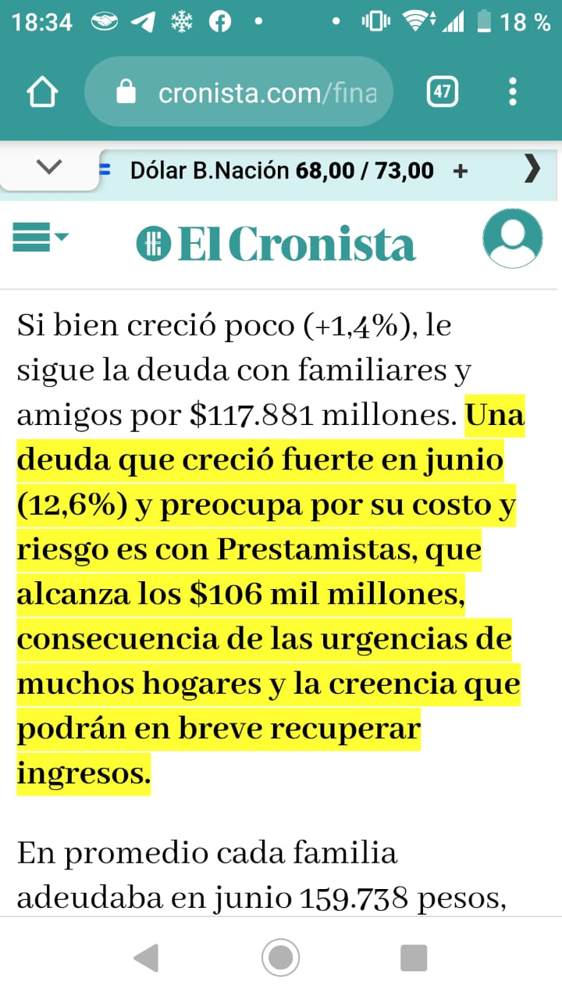 18:34
18 %
cronista.com/fina
47
Dólar B.Nación 68,00 / 73,00 +
El Cronista
Si bien creció poco (+1,4%), le
sigue la deuda con familiares y
amigos por $117.881 millones. Una
deuda que creció fuerte en junio
(12,6%) y preocupa por su costo y
riesgo es con Prestamistas, que
alcanza los $106 mil millones,
consecuencia de las urgencias de
muchos hogares y la creencia que
podrán en breve recuperar
ingresos.
En promedio cada familia
adeudaba en junio 159.738 pesos,